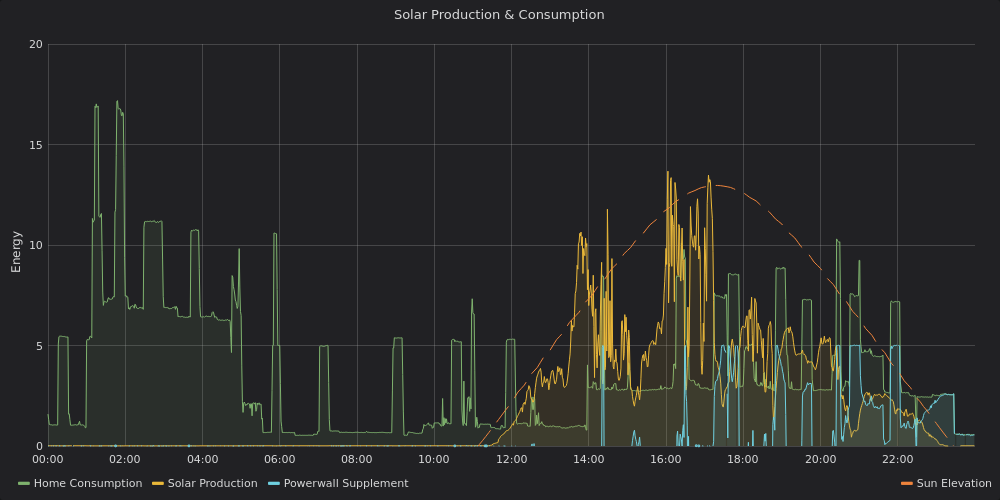 Solar Production & Consumption
20
15
10
5
0
Energy
00:00 02:00 04:00 06:00 08:00 10:00 12:00 14:00 16:00 18:00 20:00 22:00
Home Consumption Solar Production Powerwall Supplement Sun Elevation